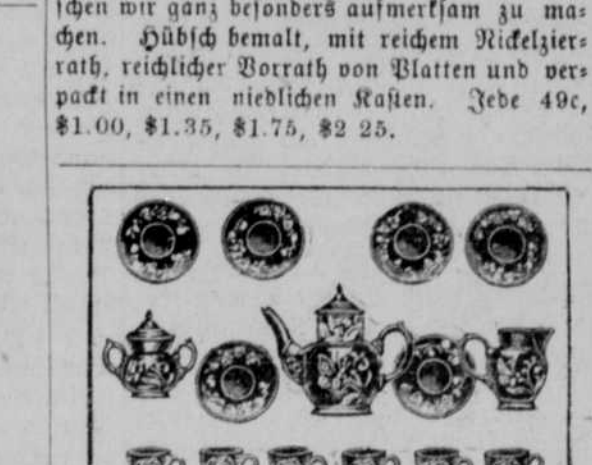 schen wir ganz besonders aufmerksam zu ma-
chen. Hübsch bemalt, mit reichem Nickelzier-
rath, reichlicher Vorrath von Platten und ver-
packt in einen niedlichen Kasten. Jede 49c,
$1.00, $1.35, $1.75, $2 25.